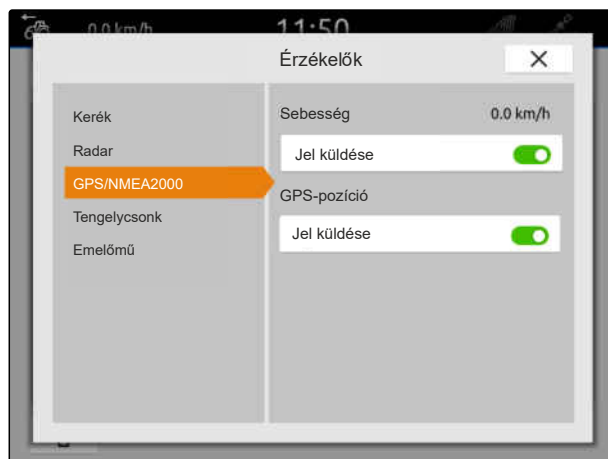 0.0 km/h
11:50
Érzékelők
Kerék
Radar
GPS/NMEA2000
Tengelycsonk
Emelőmű
Sebesség 0.0 km/h
Jel küldése
GPS-pozíció
Jel küldése